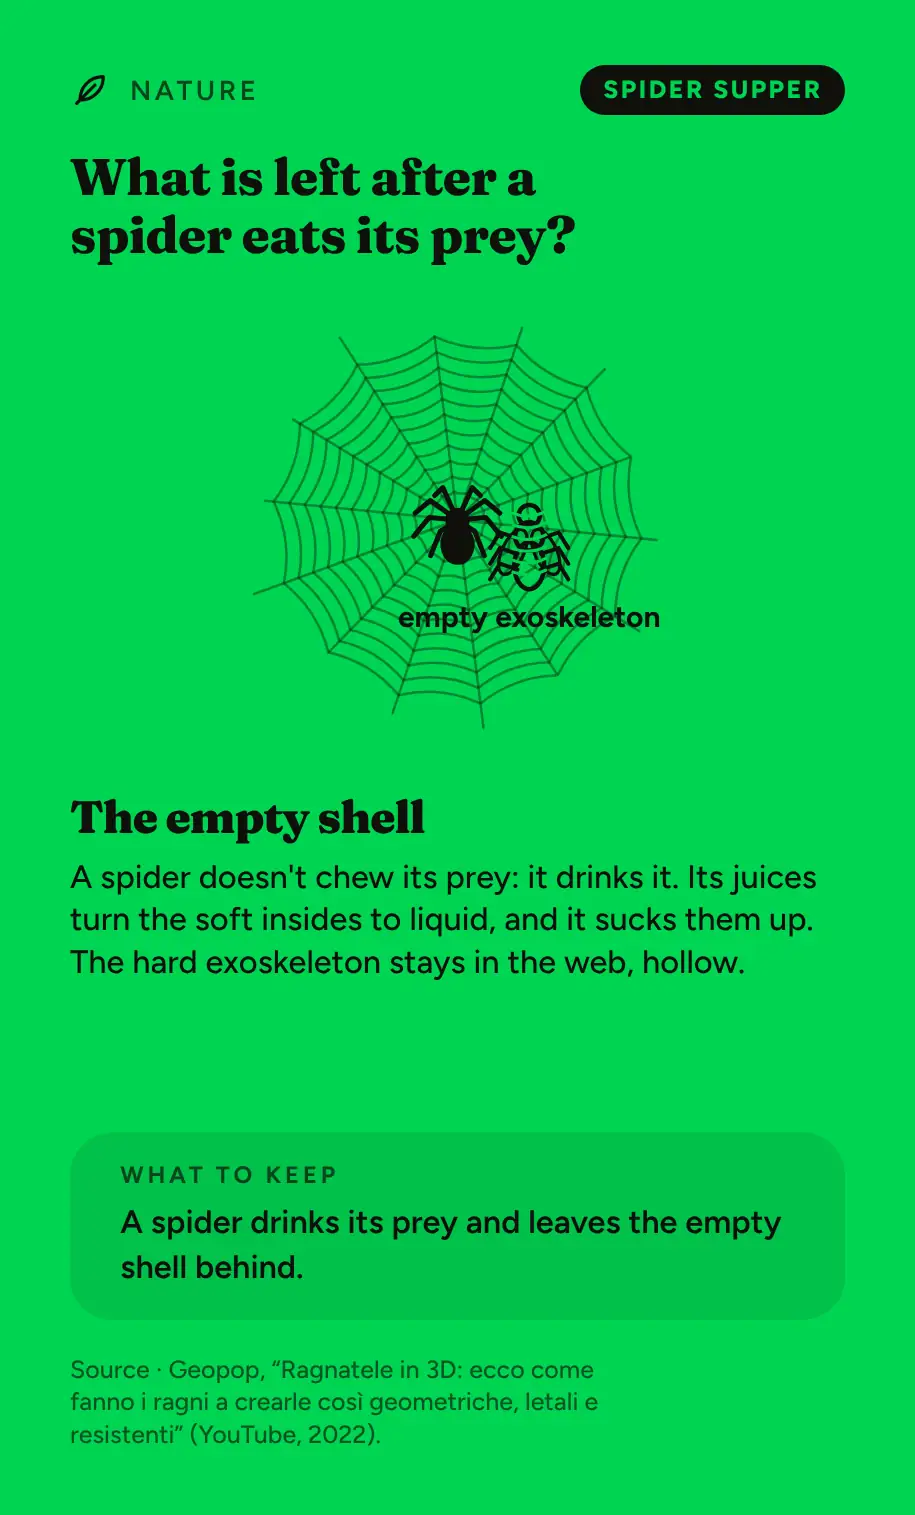 NATURE
SPIDER SUPPER
What is left after a
spider eats its prey?
empty exoskeleton
The empty shell
A spider doesn't chew its prey: it drinks it. Its juices
turn the soft insides to liquid, and it sucks them up.
The hard exoskeleton stays in the web, hollow.
WHAT TO KEEP
A spider drinks its prey and leaves the empty
shell behind.
Source · Geopop, “Ragnatele in 3D: ecco come
fanno i ragni a crearle così geometriche, letali e
resistenti” (YouTube, 2022).